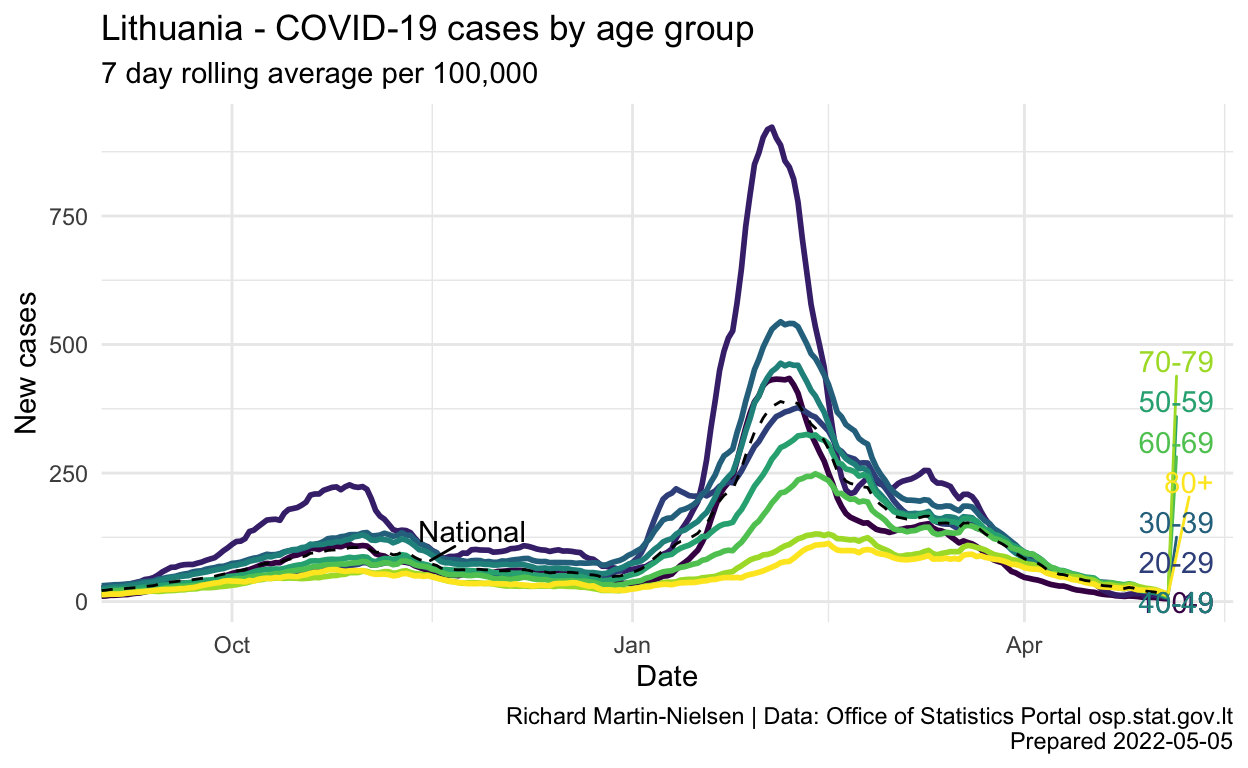 Lithuania - COVID-19 cases by age group
7 day rolling average per 100,000
New cases
750
500
250
0
National
70-79
50-59
60-69
80+
30-39
20-29
40-49
Oct
Jan
Apr
Date
Richard Martin-Nielsen | Data: Office of Statistics Portal osp.stat.gov.lt
Prepared 2022-05-05